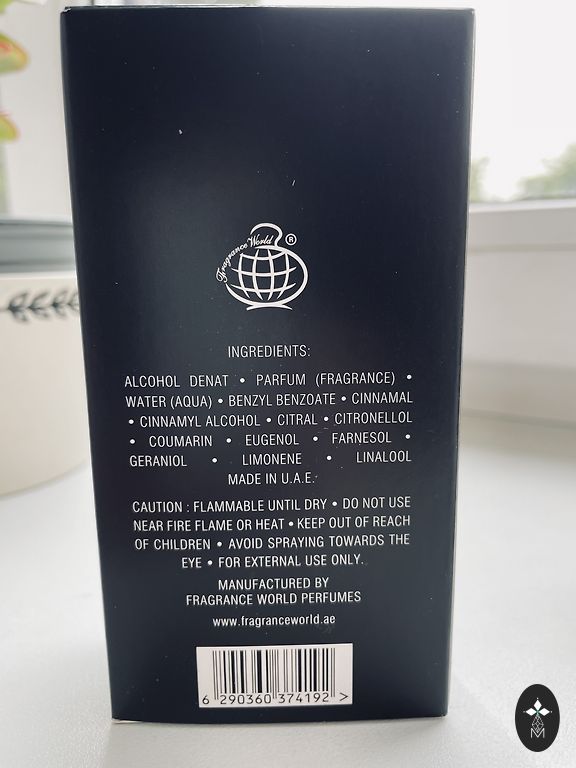 Fragrance World ®
INGREDIENTS:
ALCOHOL DENAT • PARFUM (FRAGRANCE) •
WATER (AQUA) • BENZYL BENZOATE • CINNAMAL
• CINNAMYL ALCOHOL • CITRAL • CITRONELLOL
• COUMARIN • EUGENOL • FARNESOL •
GERANIOL • LIMONENE • LINALOOL
MADE IN U.A.E.
CAUTION : FLAMMABLE UNTIL DRY • DO NOT USE
NEAR FIRE FLAME OR HEAT • KEEP OUT OF REACH
OF CHILDREN • AVOID SPRAYING TOWARDS THE
EYE • FOR EXTERNAL USE ONLY.
MANUFACTURED BY
FRAGRANCE WORLD PERFUMES
www.fragranceworld.ae
6 290360 374192 >
M